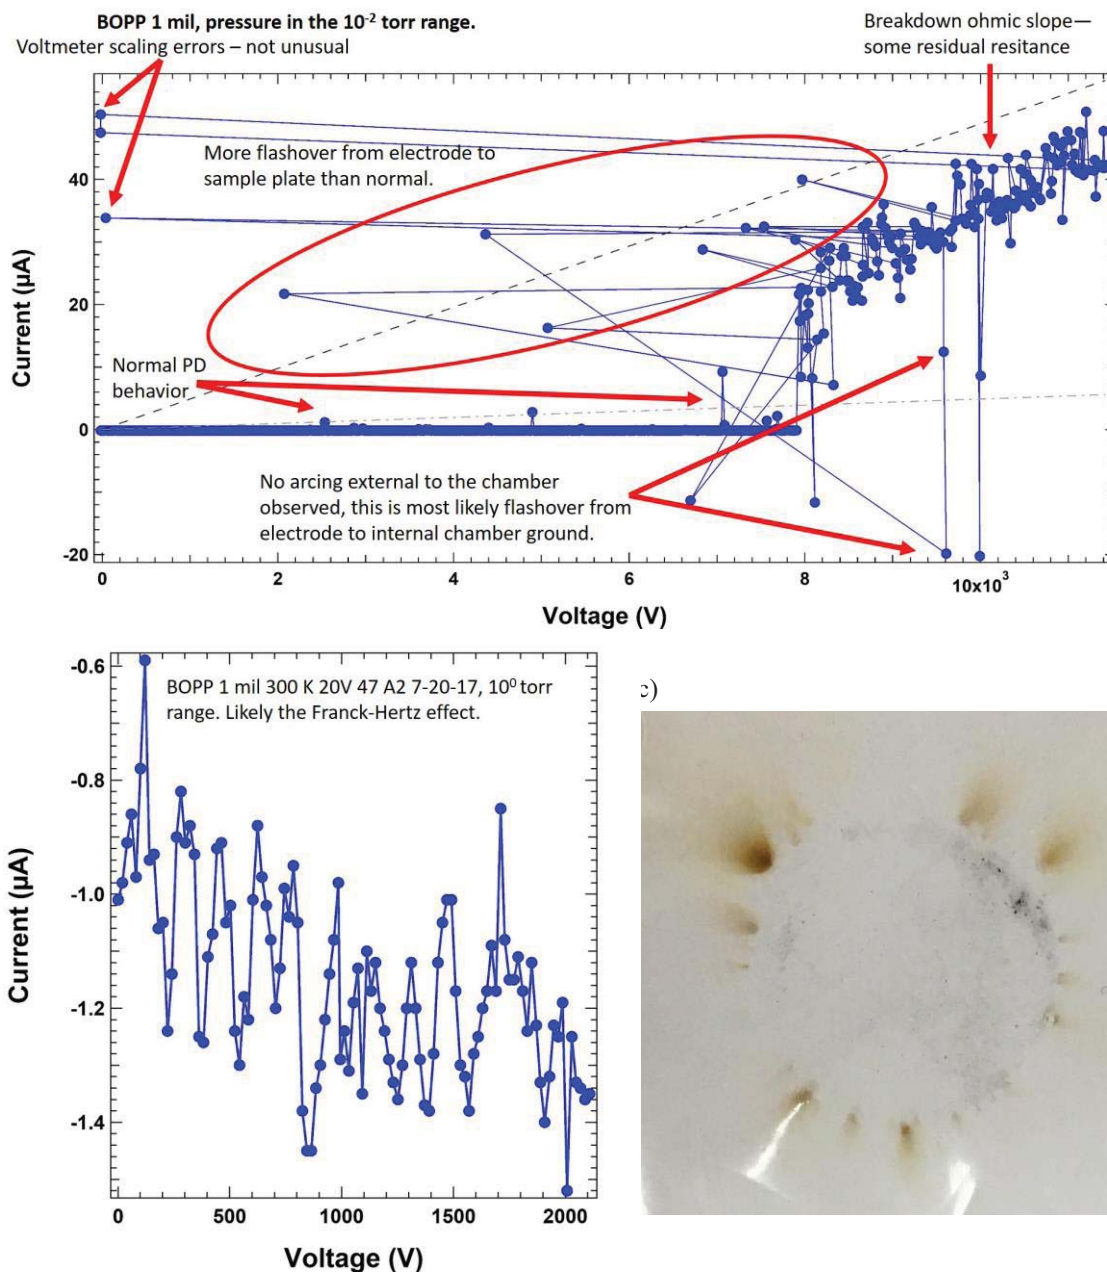 BOPP 1 mil, pressure in the 10⁻² torr range.
Voltmeter scaling errors – not unusual
Breakdown ohmic slope—
some residual resitance
More flashover from electrode to
sample plate than normal.
Normal PD
behavior
No arcing external to the chamber
observed, this is most likely flashover from
electrode to internal chamber ground.
Current (µA)
40
20
0
-20
0
2
4
6
8
10x10³
Voltage (V)
BOPP 1 mil 300 K 20V 47 A2 7-20-17, 10⁰ torr
range. Likely the Franck-Hertz effect.
Current (µA)
-0.6
-0.8
-1.0
-1.2
-1.4
0
500
1000
1500
2000
Voltage (V)
c)